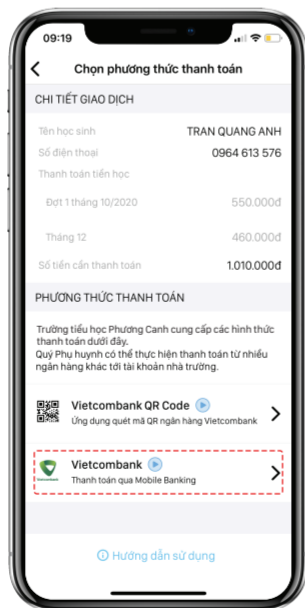 09:19
Chọn phương thức thanh toán
CHI TIẾT GIAO DỊCH
Tên học sinh TRAN QUANG ANH
Số điện thoại 0964 613 576
Thanh toán tiền học
Đợt 1 tháng 10/2020 550.000đ
Tháng 12 460.000đ
Số tiền cần thanh toán 1.010.000đ
PHƯƠNG THỨC THANH TOÁN
Trường tiểu học Phương Canh cung cấp các hình thức
thanh toán dưới đây.
Quý Phụ huynh có thể thực hiện thanh toán từ nhiều
ngân hàng khác tới tài khoản nhà trường.
Vietcombank QR Code
Ứng dụng quét mã QR ngân hàng Vietcombank
Vietcombank
Thanh toán qua Mobile Banking
Hướng dẫn sử dụng